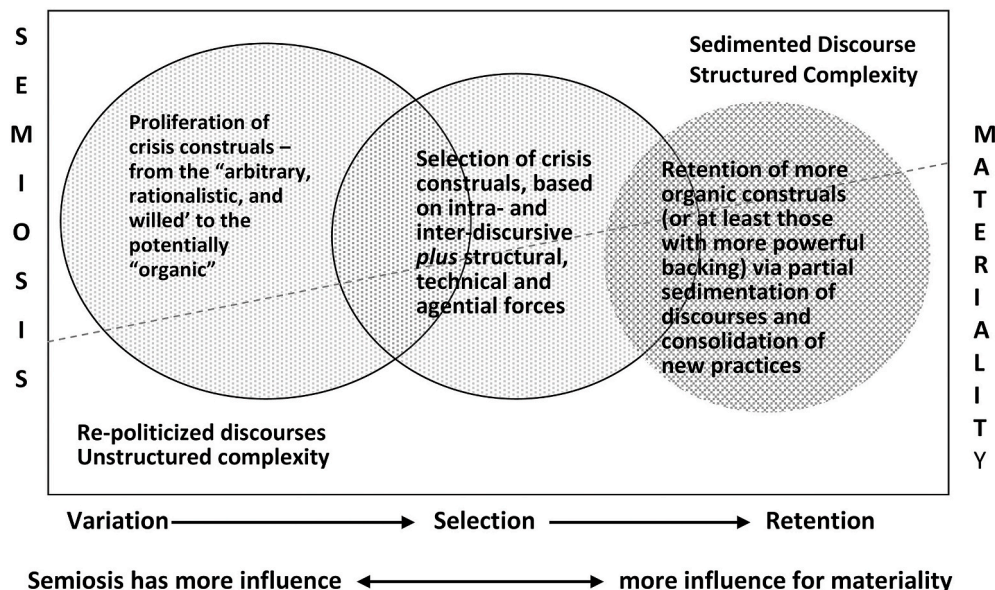 SEMIOSIS
Proliferation of
crisis construals –
from the “arbitrary,
rationalistic, and
willed’ to the
potentially
“organic”
Selection of crisis
construals, based
on intra- and
inter-discursive
plus structural,
technical and
agential forces
Sedimented Discourse
Structured Complexity
Retention of more
organic construals
(or at least those
with more powerful
backing) via partial
sedimentation of
discourses and
consolidation of
new practices
MATERIALITY
Re-politicized discourses
Unstructured complexity
Variation Selection Retention
Semiosis has more influence more influence for materiality